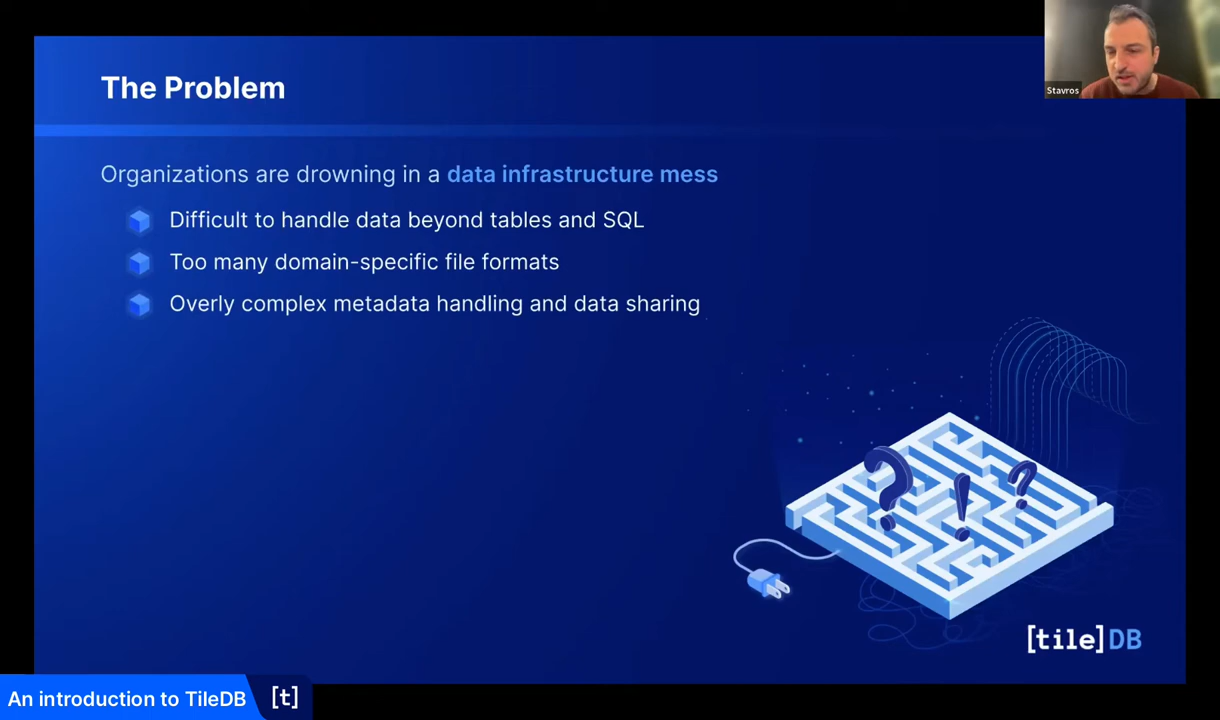 The Problem
Stavros
Organizations are drowning in a data infrastructure mess
Difficult to handle data beyond tables and SQL
Too many domain-specific file formats
Overly complex metadata handling and data sharing
? ! ?
[tile]DB
An introduction to TileDB [t]